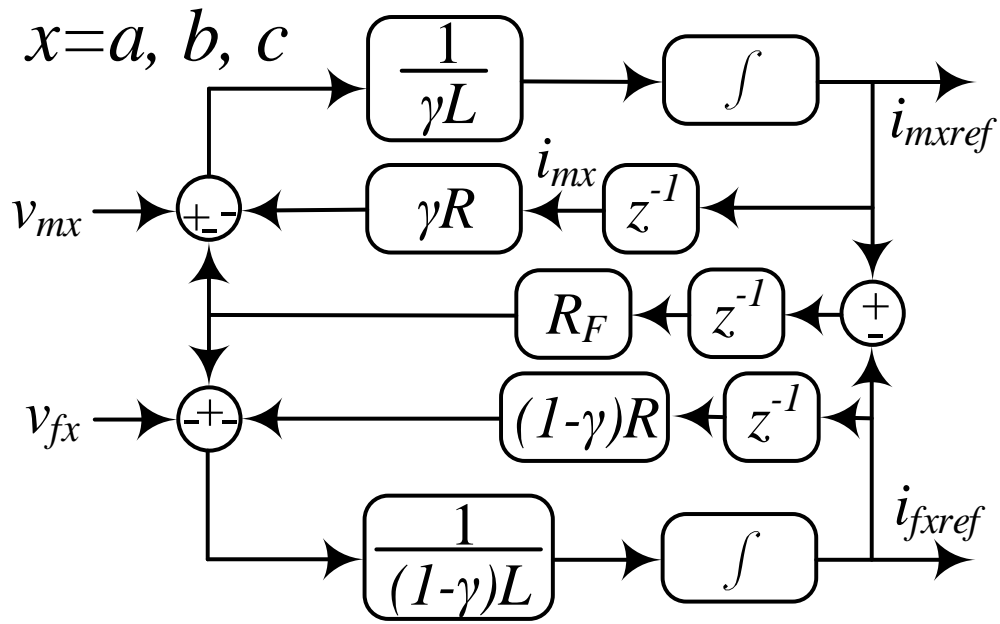 x=a, b, c
1
γL
∫
i_mxref
v_mx
+ - -
γR
i_mx
z^-1
R_F
z^-1
+
-
v_fx
- + -
(1-γ)R
z^-1
1
(1-γ)L
∫
i_fxref